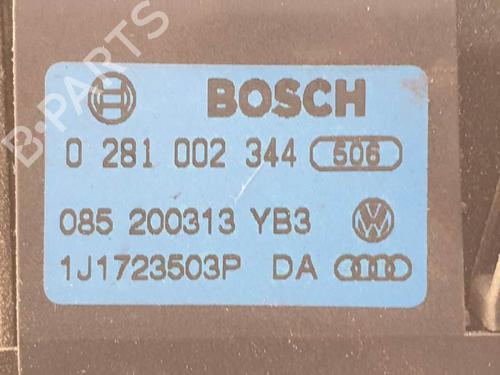 BOSCH
0 281 002 344 506
085 200313 YB3
1J1723503P DA
B-PARTS